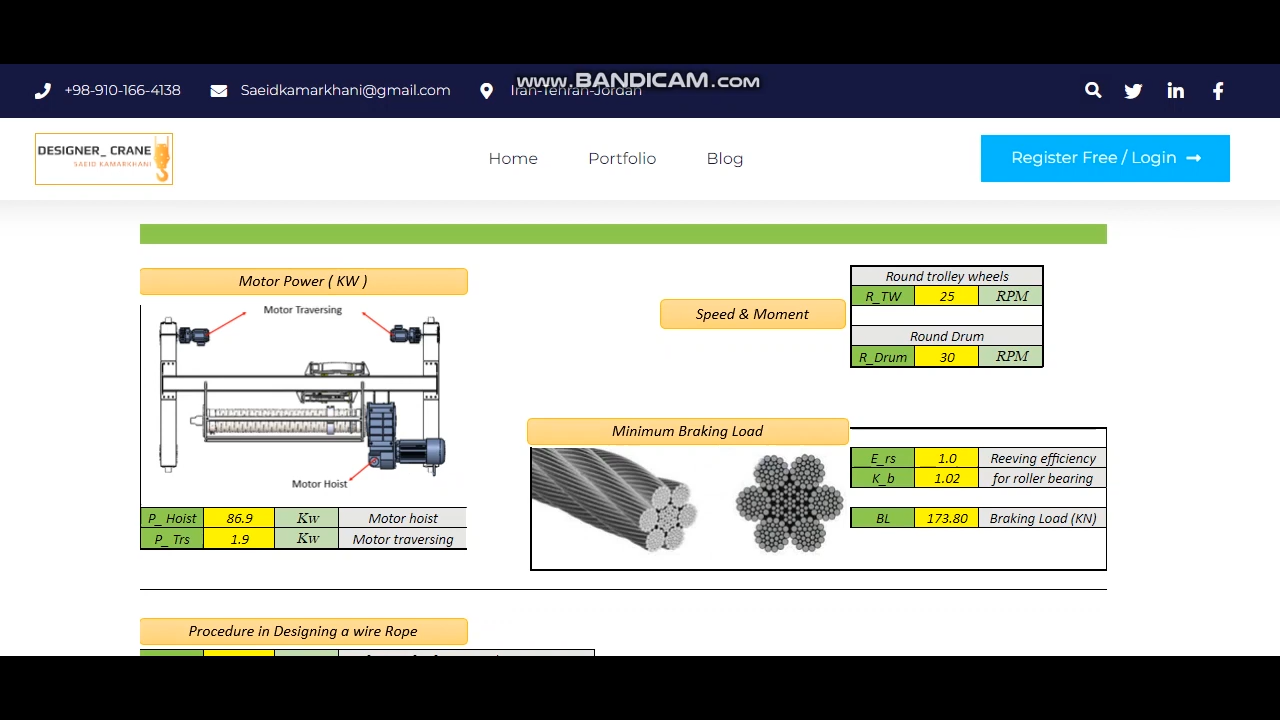 www.BANDICAM.com
+98-910-166-4138
Saeidkamarkhani@gmail.com
Iran-Tehran-Jordan
DESIGNER_ CRANE
SAEID KAMARKHANI
Home
Portfolio
Blog
Register Free / Login
Motor Power ( KW )
Motor Traversing
Motor Hoist
P_ Hoist 86.9 Kw Motor hoist
P_ Trs 1.9 Kw Motor traversing
Speed & Moment
Round trolley wheels
R_TW 25 RPM
Round Drum
R_Drum 30 RPM
Minimum Braking Load
E_rs 1.0 Reeving efficiency
K_b 1.02 for roller bearing
BL 173.80 Braking Load (KN)
Procedure in Designing a wire Rope